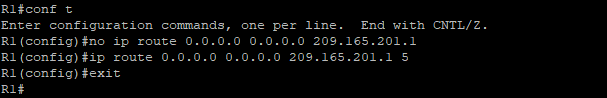 R1#conf t
Enter configuration commands, one per line.  End with CNTL/Z.
R1(config)#no ip route 0.0.0.0 0.0.0.0 209.165.201.1
R1(config)#ip route 0.0.0.0 0.0.0.0 209.165.201.1 5
R1(config)#exit
R1#